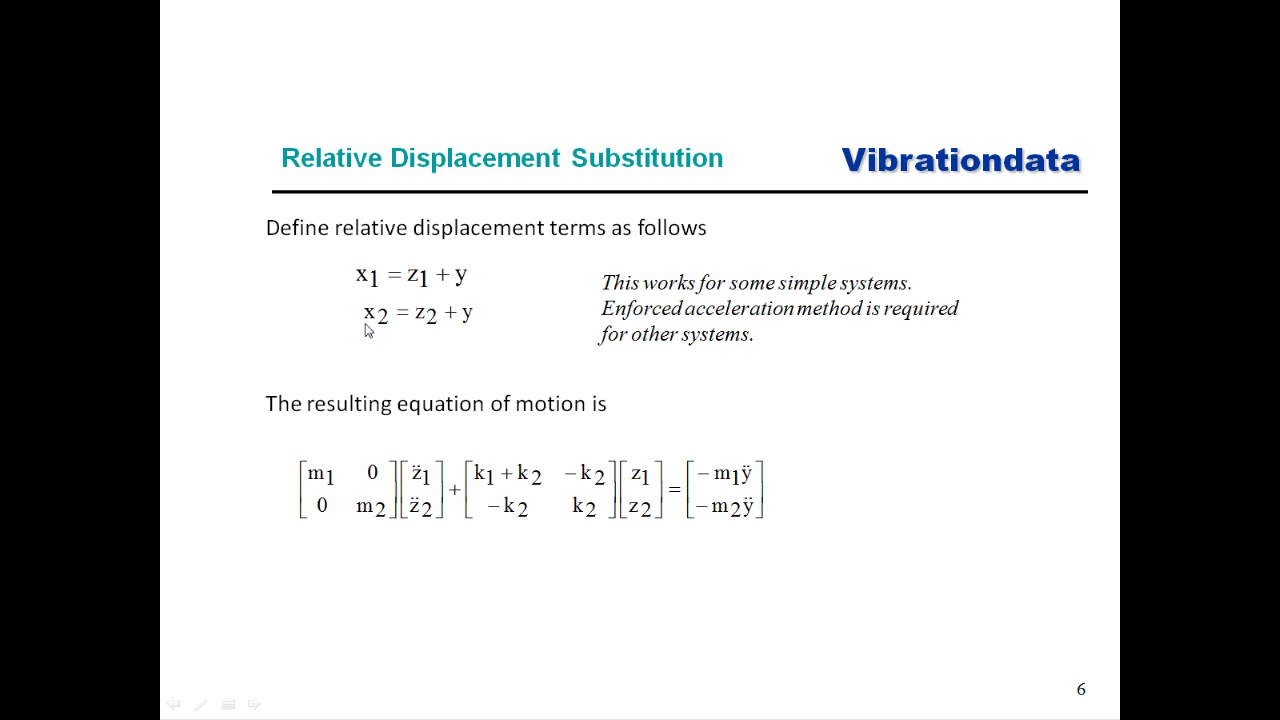 Relative Displacement Substitution
Vibrationdata
Define relative displacement terms as follows
x1 = z1 + y
x2 = z2 + y
This works for some simple systems.
Enforced acceleration method is required
for other systems.
The resulting equation of motion is
[m1 0; 0 m2][z̈1; z̈2] + [k1 + k2 −k2; −k2 k2][z1; z2] = [−m1ÿ; −m2ÿ]
6